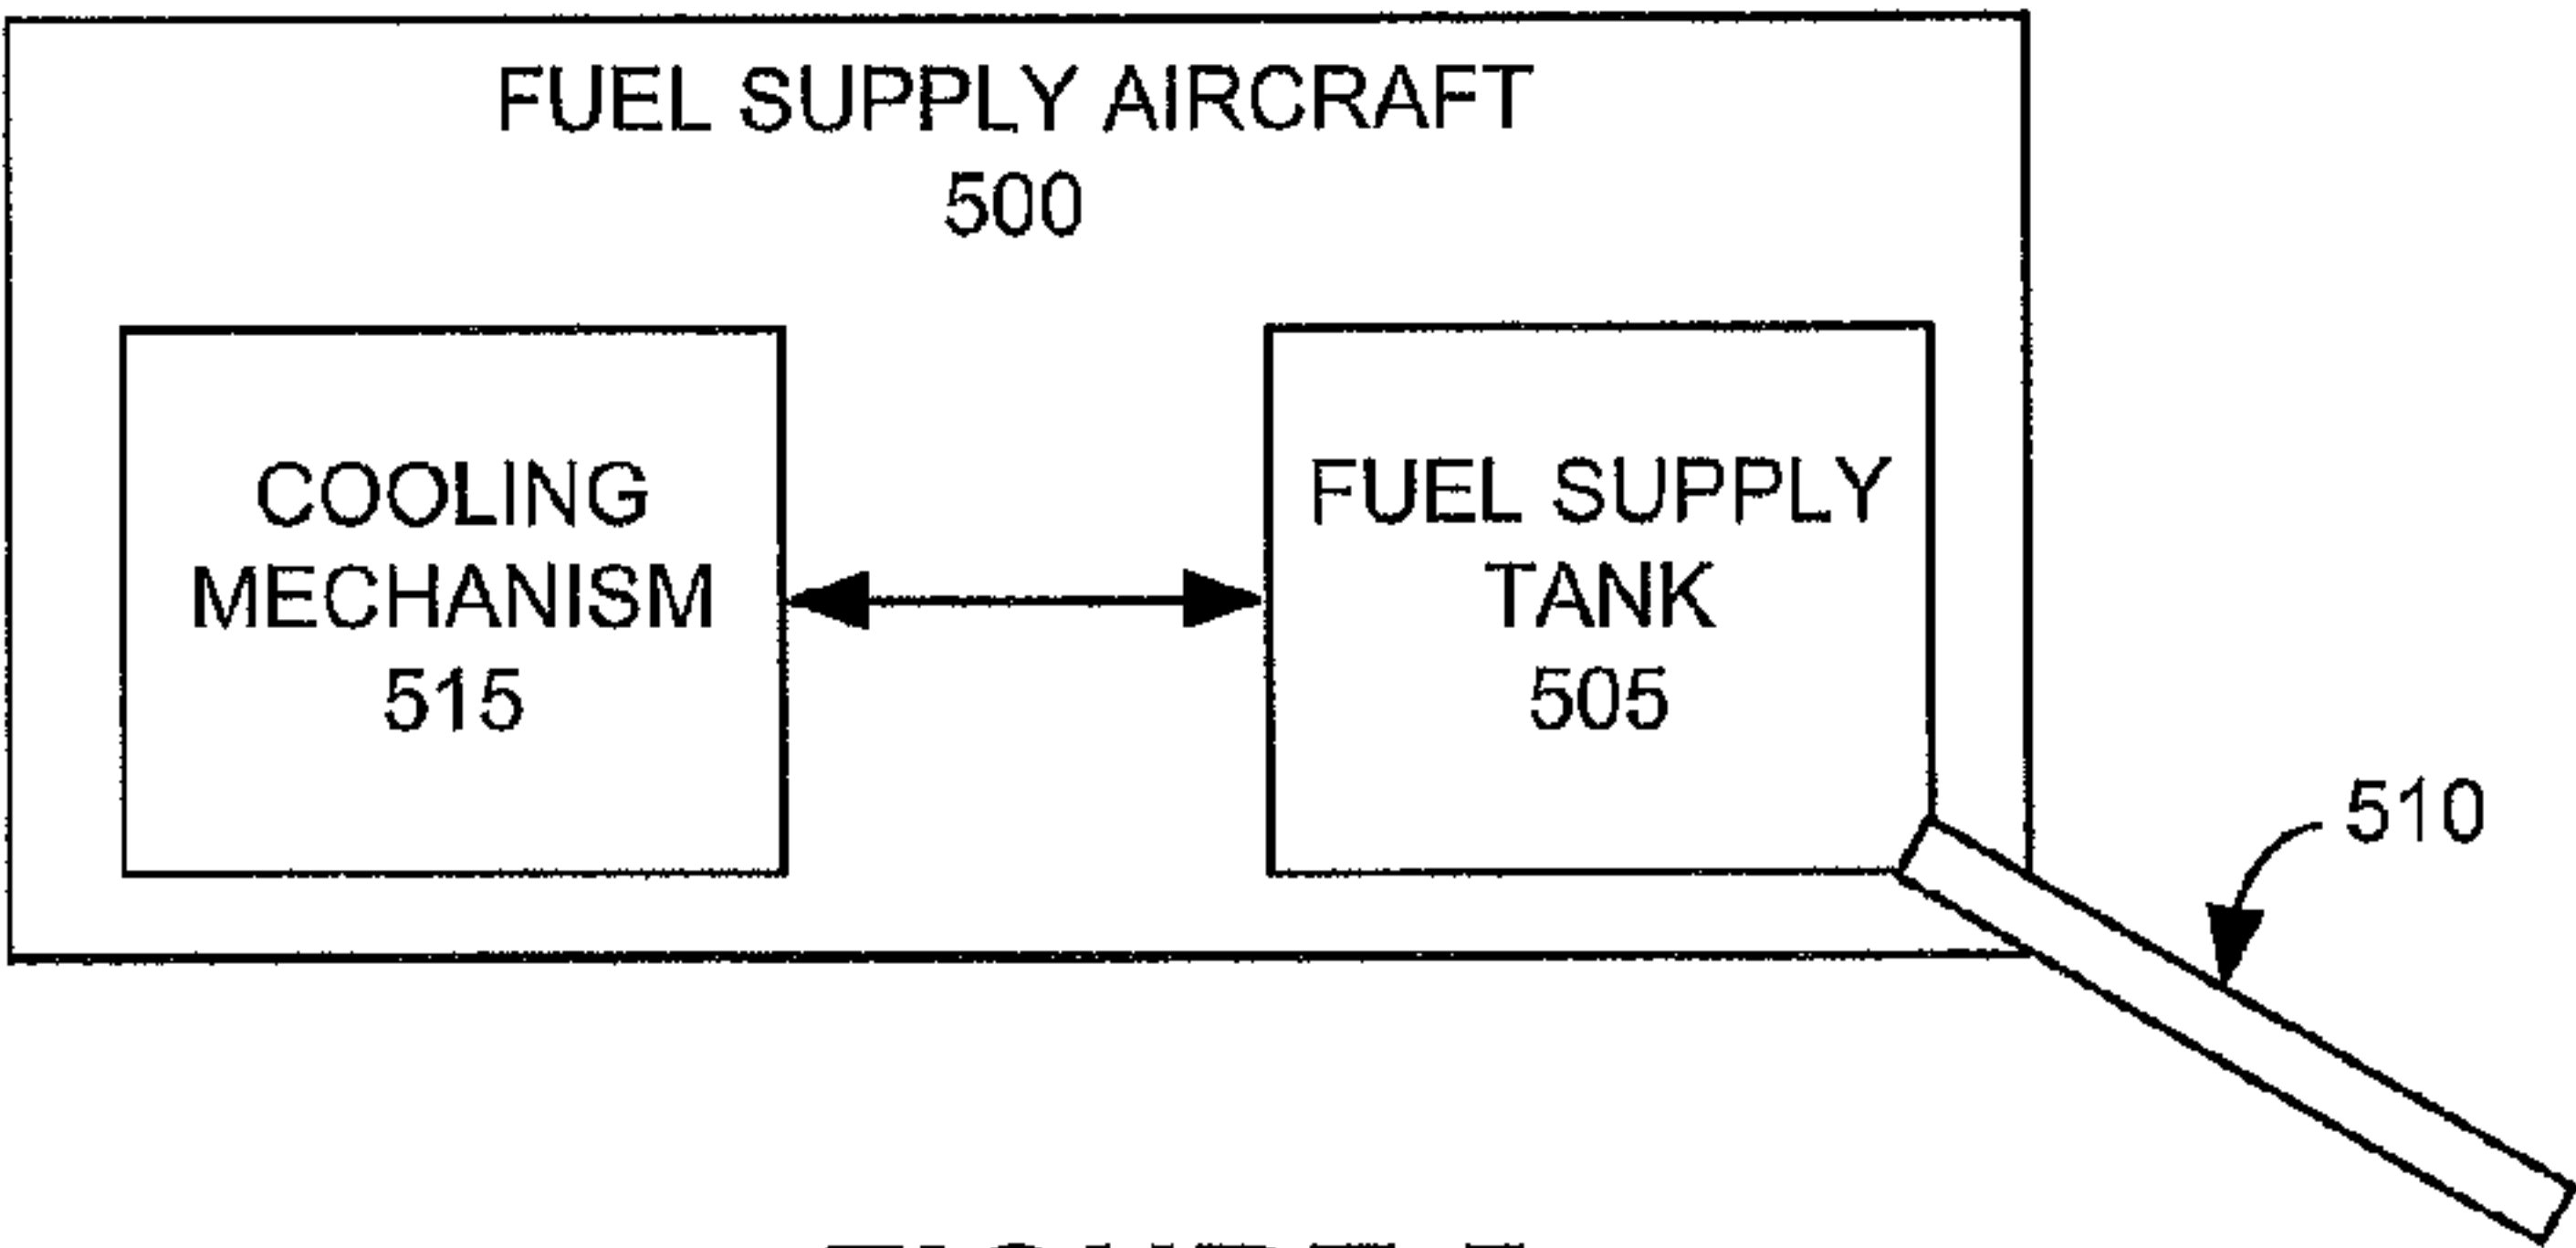 FUEL SUPPLY AIRCRAFT
500
COOLING
MECHANISM
515
FUEL SUPPLY
TANK
505
510